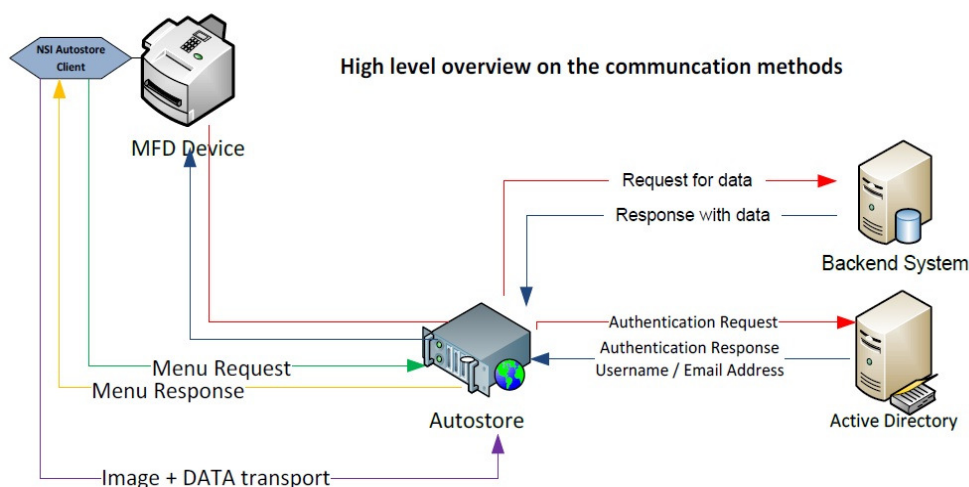 NSI Autostore
Client
High level overview on the communcation methods
MFD Device
Request for data
Response with data
Backend System
Authentication Request
Authentication Response
Username / Email Address
Menu Request
Menu Response
Autostore
Active Directory
Image + DATA transport